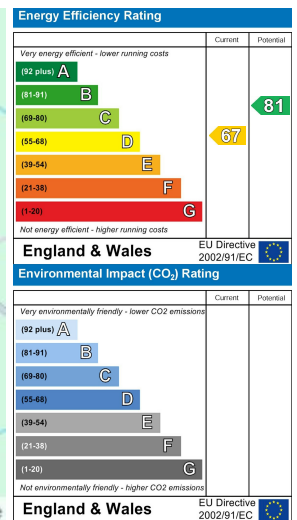 Energy Efficiency Rating
Current Potential
Very energy efficient - lower running costs
(92 plus) A
(81-91) B
81
(69-80) C
(55-68) D
67
(39-54) E
(21-38) F
(1-20) G
Not energy efficient - higher running costs
England & Wales
EU Directive
2002/91/EC
Environmental Impact (CO₂) Rating
Current Potential
Very environmentally friendly - lower CO2 emissions
(92 plus) A
(81-91) B
(69-80) C
(55-68) D
(39-54) E
(21-38) F
(1-20) G
Not environmentally friendly - higher CO2 emissions
England & Wales
EU Directive
2002/91/EC